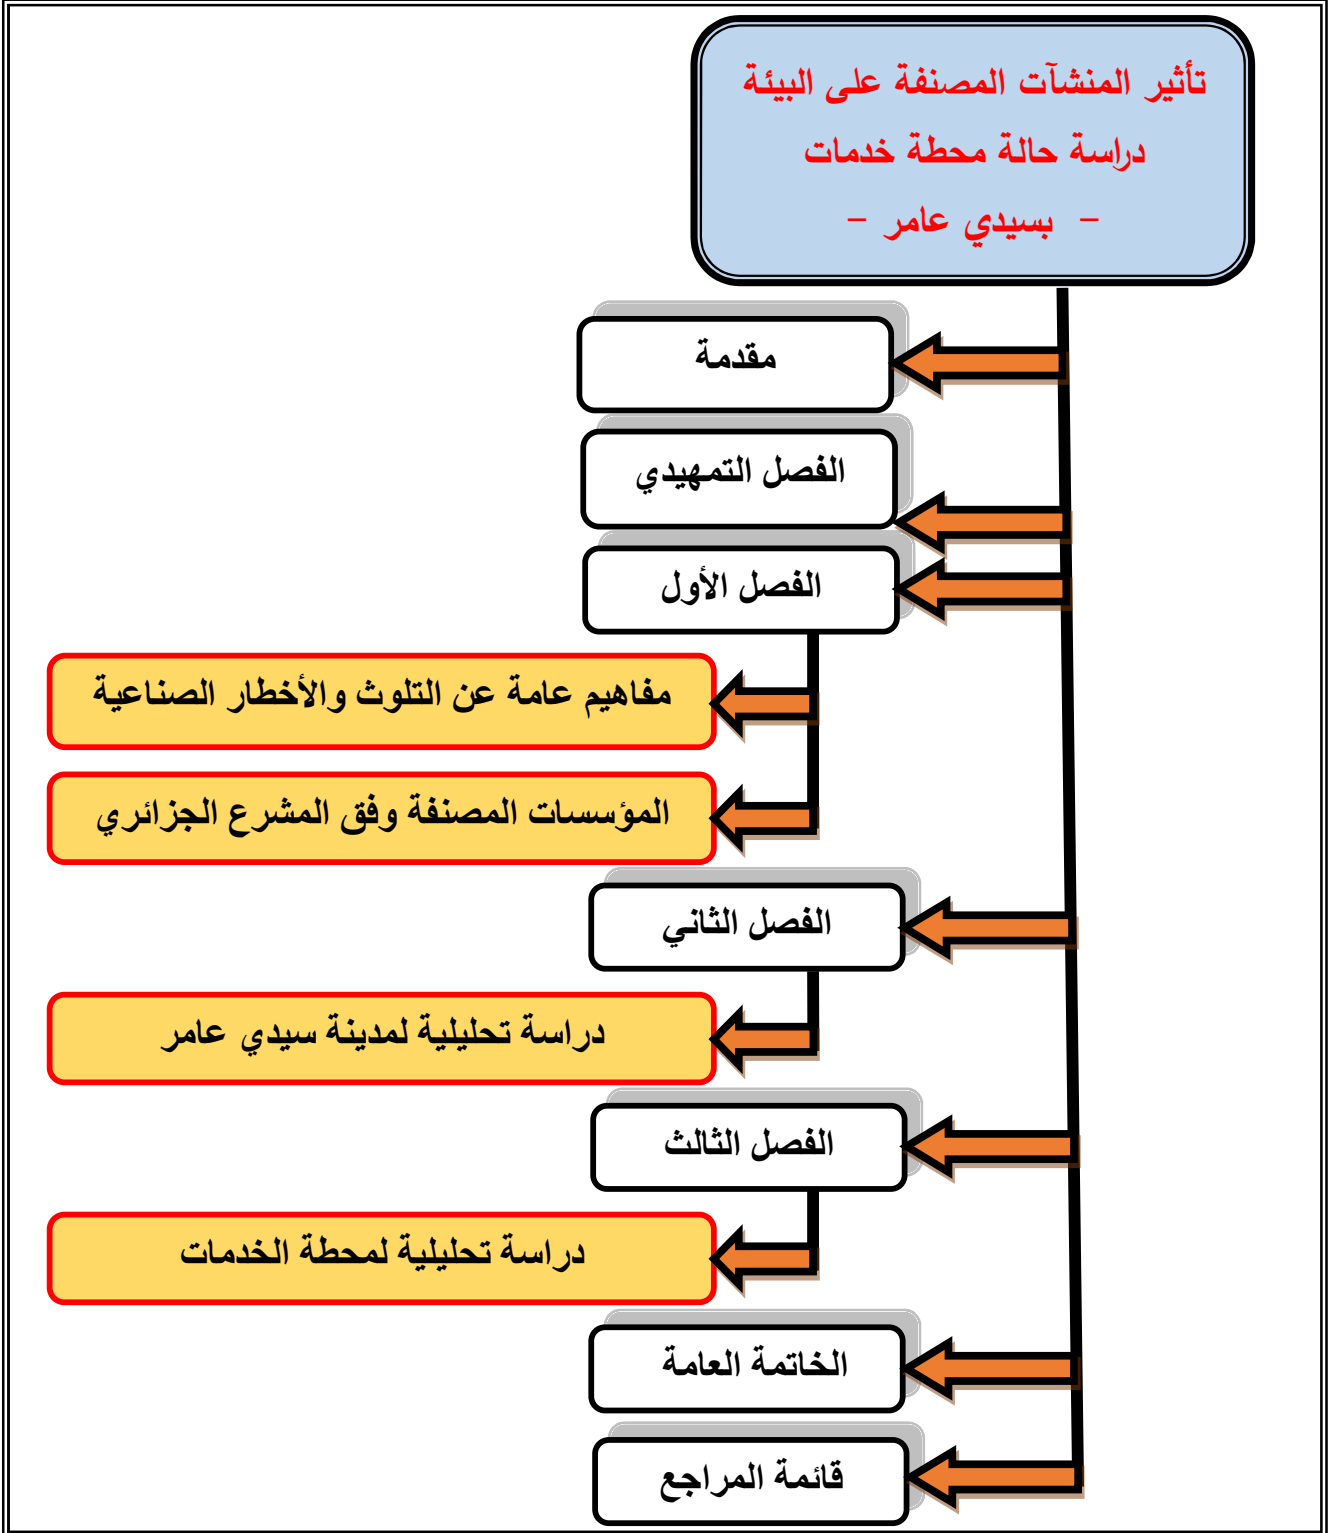 تأثير المنشآت المصنفة على البيئة
دراسة حالة محطة خدمات
- بسيدي عامر -
مقدمة
الفصل التمهيدي
الفصل الأول
مفاهيم عامة عن التلوث والأخطار الصناعية
المؤسسات المصنفة وفق المشرع الجزائري
الفصل الثاني
دراسة تحليلية لمدينة سيدي عامر
الفصل الثالث
دراسة تحليلية لمحطة الخدمات
الخاتمة العامة
قائمة المراجع